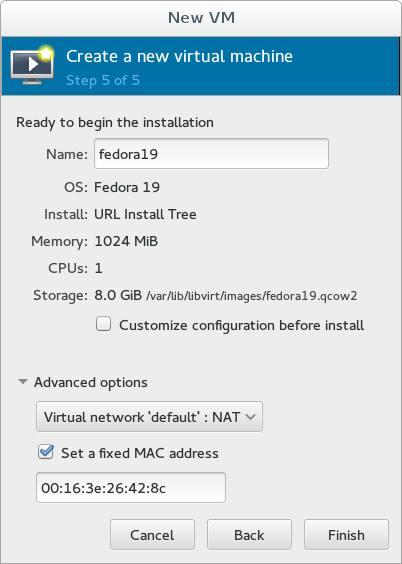 New VM
Create a new virtual machine
Step 5 of 5
Ready to begin the installation
Name: fedora19
OS: Fedora 19
Install: URL Install Tree
Memory: 1024 MiB
CPUs: 1
Storage: 8.0 GiB /var/lib/libvirt/images/fedora19.qcow2
Customize configuration before install
Advanced options
Virtual network 'default' : NAT
Set a fixed MAC address
00:16:3e:26:42:8c
Cancel Back Finish